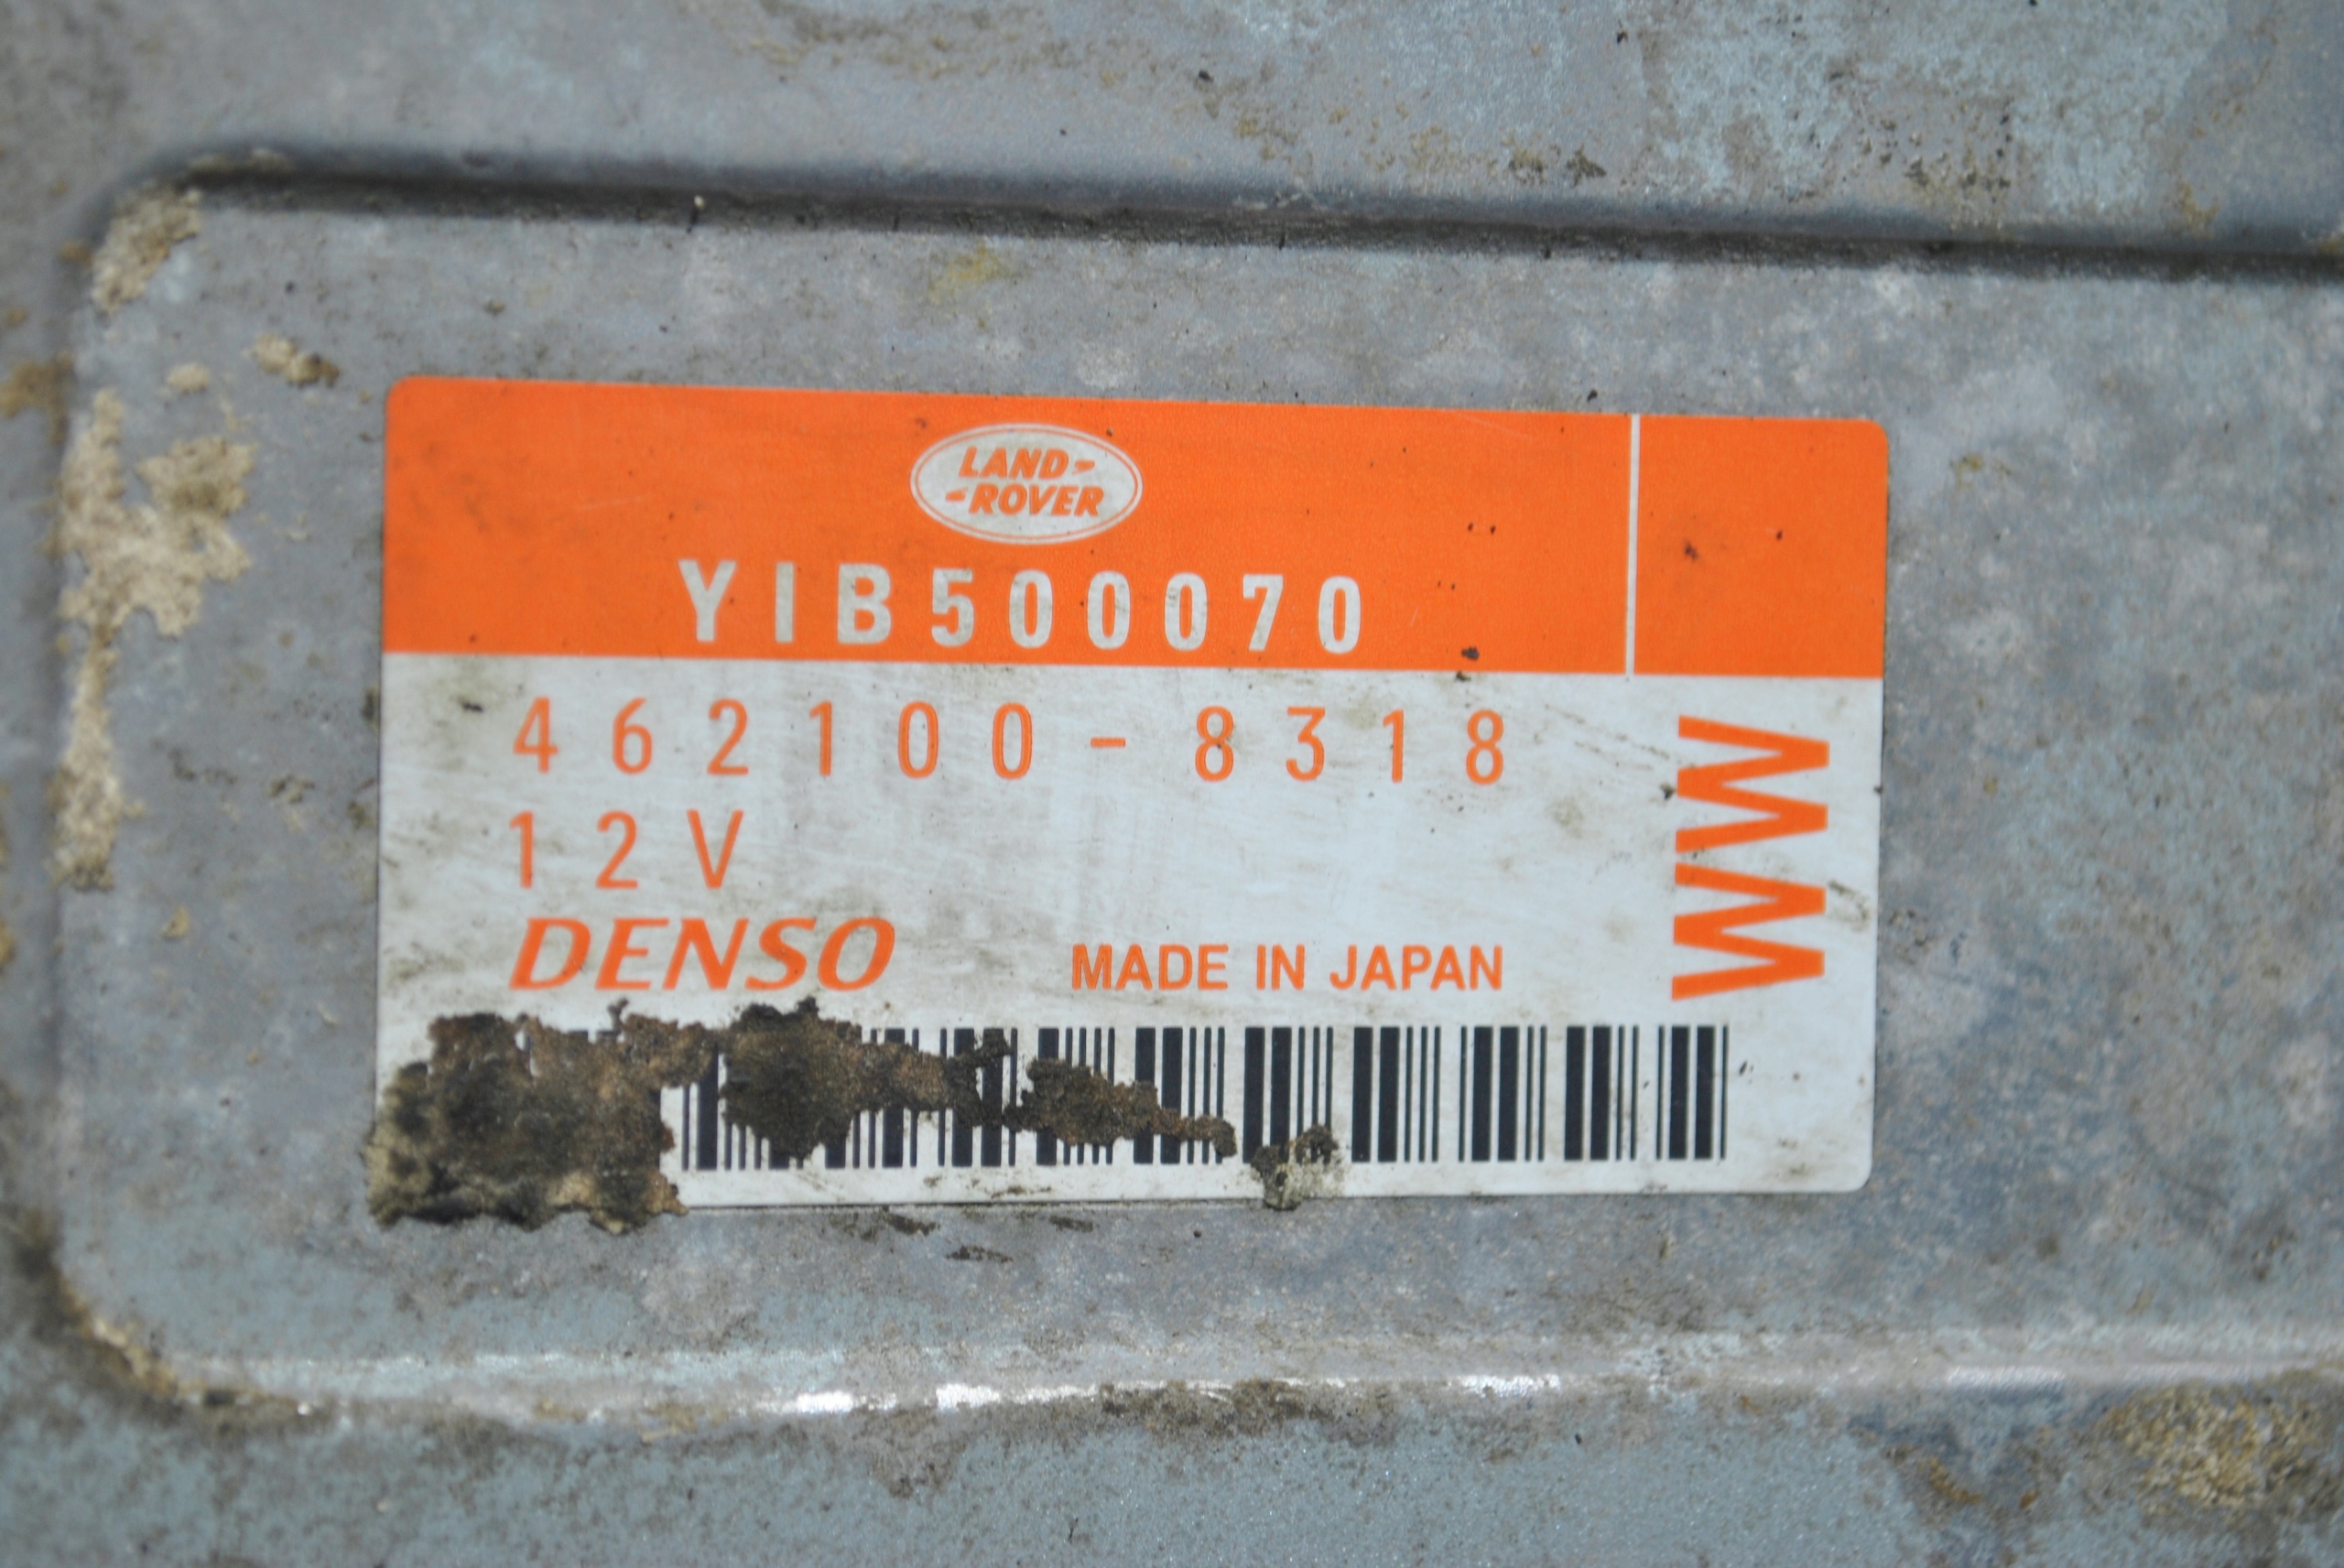 LAND-
-ROVER
YIB500070
462100-8318
12V
DENSO
MADE IN JAPAN
WW